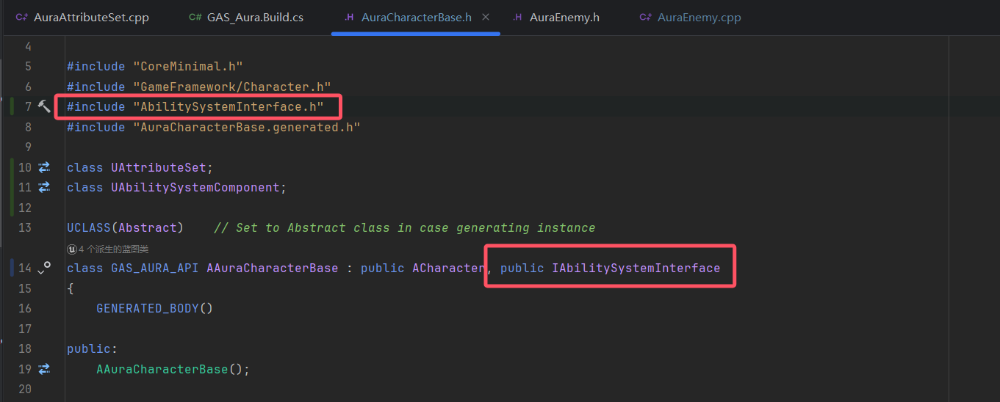 C++ AuraAttributeSet.cpp C# GAS_Aura.Build.cs .H AuraCharacterBase.h × .H AuraEnemy.h C++ AuraEnemy.cpp
4
5 #include "CoreMinimal.h"
6 #include "GameFramework/Character.h"
7 #include "AbilitySystemInterface.h"
8 #include "AuraCharacterBase.generated.h"
9
10 class UAttributeSet;
11 class UAbilitySystemComponent;
12
13 UCLASS(Abstract) // Set to Abstract class in case generating instance
4 个派生的蓝图类
14 class GAS_AURA_API AAuraCharacterBase : public ACharacter, public IAbilitySystemInterface
15 {
16 GENERATED_BODY()
17
18 public:
19 AAuraCharacterBase();
20